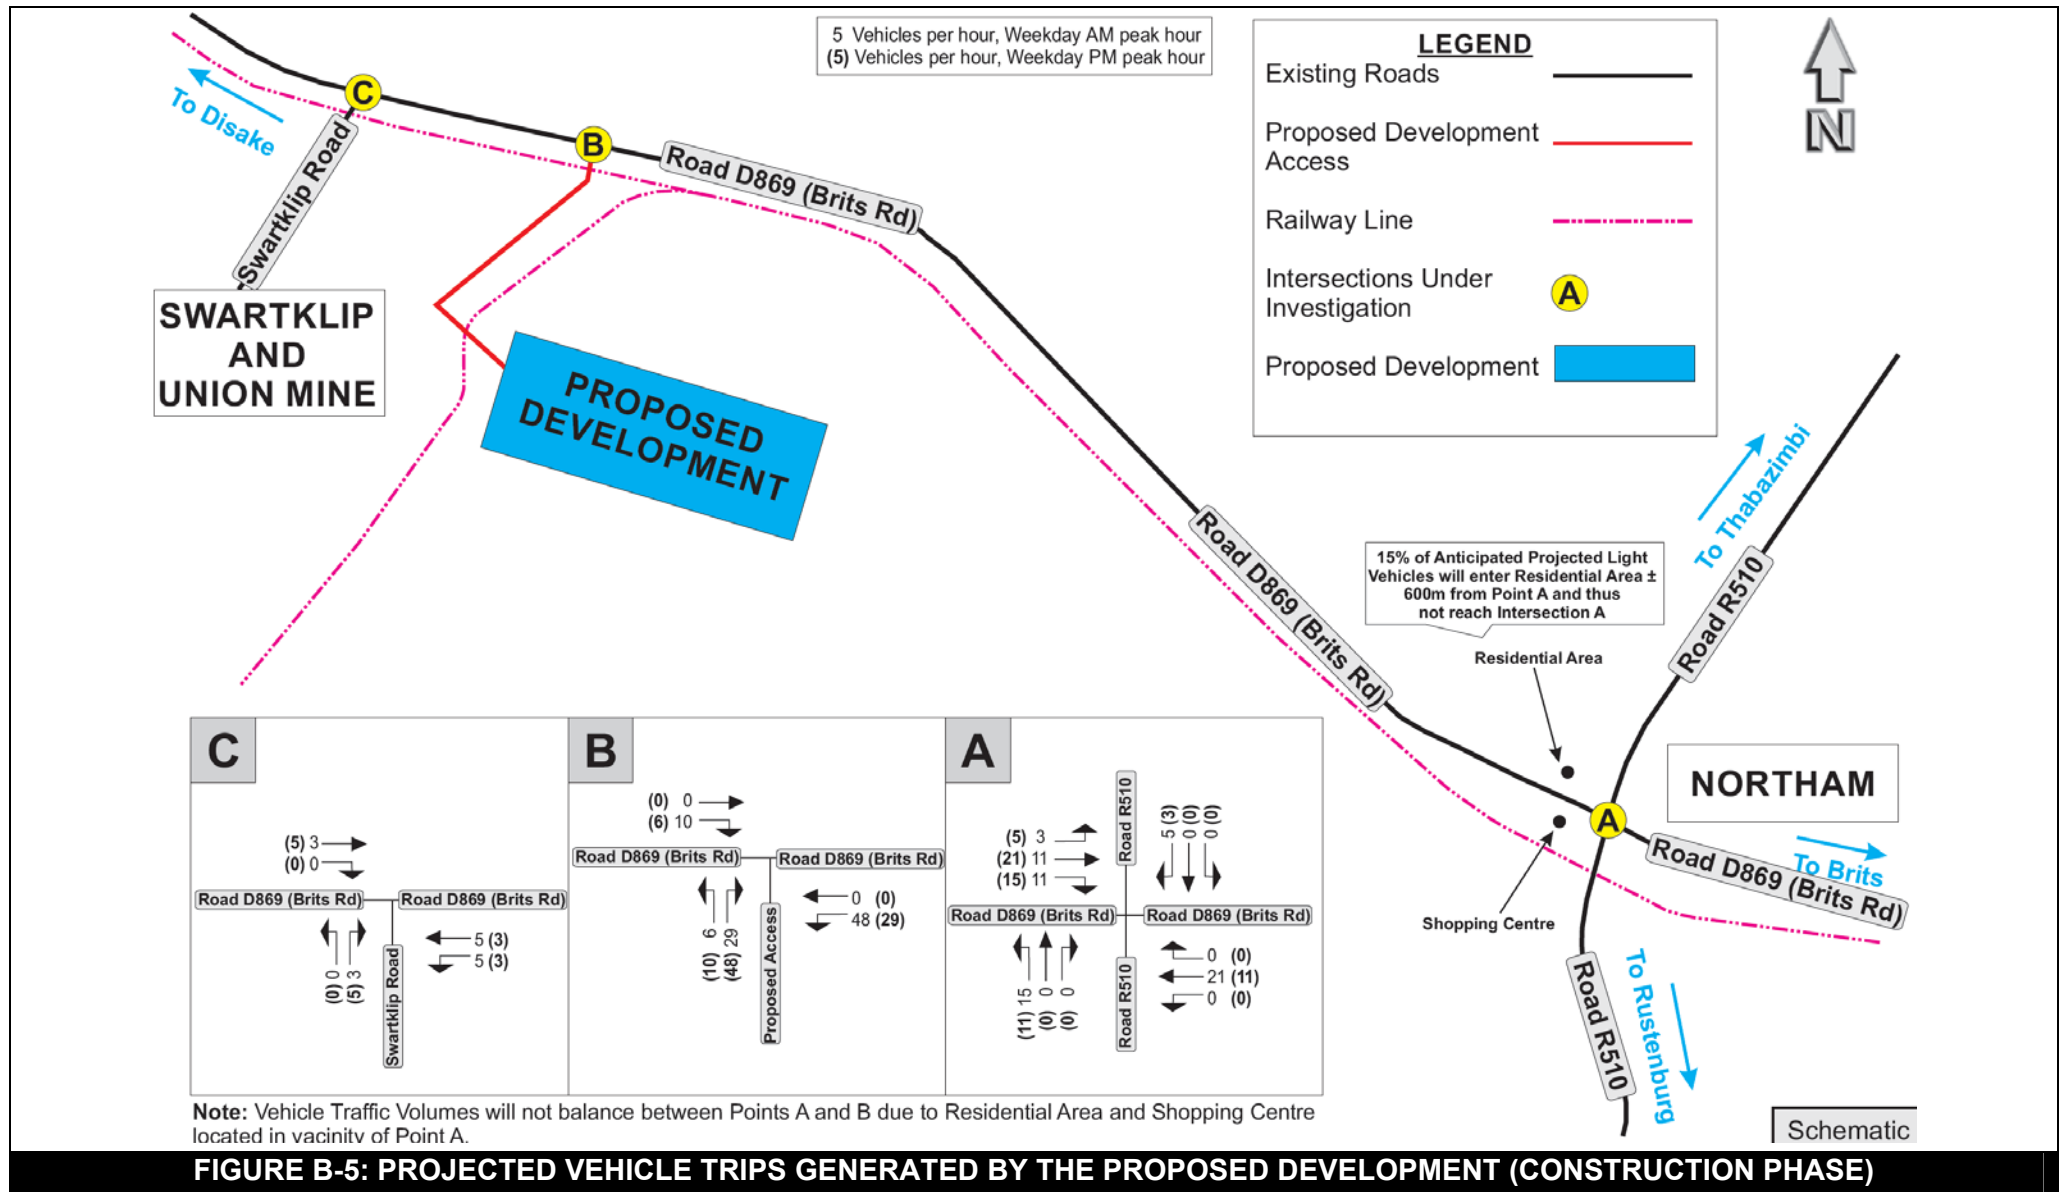 5 Vehicles per hour, Weekday AM peak hour
(5) Vehicles per hour, Weekday PM peak hour
LEGEND
Existing Roads
Proposed Development
Access
Railway Line
Intersections Under
Investigation
A
Proposed Development
N
To Disake
C
B
Swartklip Road
Road D869 (Brits Rd)
SWARTKLIP
AND
UNION MINE
PROPOSED
DEVELOPMENT
Road D869 (Brits Rd)
15% of Anticipated Projected Light
Vehicles will enter Residential Area ±
600m from Point A and thus
not reach Intersection A
Residential Area
To Thabazimbi
Road R510
NORTHAM
A
To Brits
Road D869 (Brits Rd)
Shopping Centre
Road R510
To Rustenburg
Schematic
C
(5) 3
(0) 0
Road D869 (Brits Rd)
Road D869 (Brits Rd)
5 (3)
5 (3)
(0) 0
(5) 3
Swartklip Road
B
(0) 0
(6) 10
Road D869 (Brits Rd)
Road D869 (Brits Rd)
0 (0)
48 (29)
(10) 6
(48) 29
Proposed Access
A
Road R510
(5) 3
(21) 11
(15) 11
5 (3)
0 (0)
0 (0)
Road D869 (Brits Rd)
Road D869 (Brits Rd)
0 (0)
21 (11)
0 (0)
(11) 15
(0) 0
(0) 0
Road R510
Note: Vehicle Traffic Volumes will not balance between Points A and B due to Residential Area and Shopping Centre
located in vacinity of Point A.
FIGURE B-5: PROJECTED VEHICLE TRIPS GENERATED BY THE PROPOSED DEVELOPMENT (CONSTRUCTION PHASE)